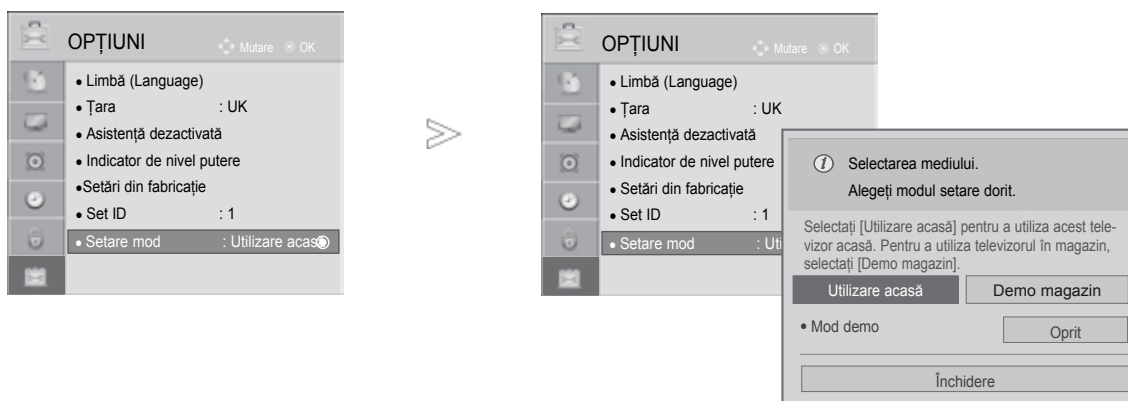 OPȚIUNI
Mutare OK
• Limbă (Language)
• Țara : UK
• Asistență dezactivată
• Indicator de nivel putere
•Setări din fabricație
• Set ID : 1
• Setare mod : Utilizare acasă
>>
OPȚIUNI
Mutare OK
• Limbă (Language)
• Țara : UK
• Asistență dezactivată
• Indicator de nivel putere
• Setări din fabricație
• Set ID : 1
• Setare mod : Uti
i Selectarea mediului.
Alegeți modul setare dorit.
Selectați [Utilizare acasă] pentru a utiliza acest tele-
vizor acasă. Pentru a utiliza televizorul în magazin,
selectați [Demo magazin].
Utilizare acasă Demo magazin
• Mod demo Oprit
Închidere